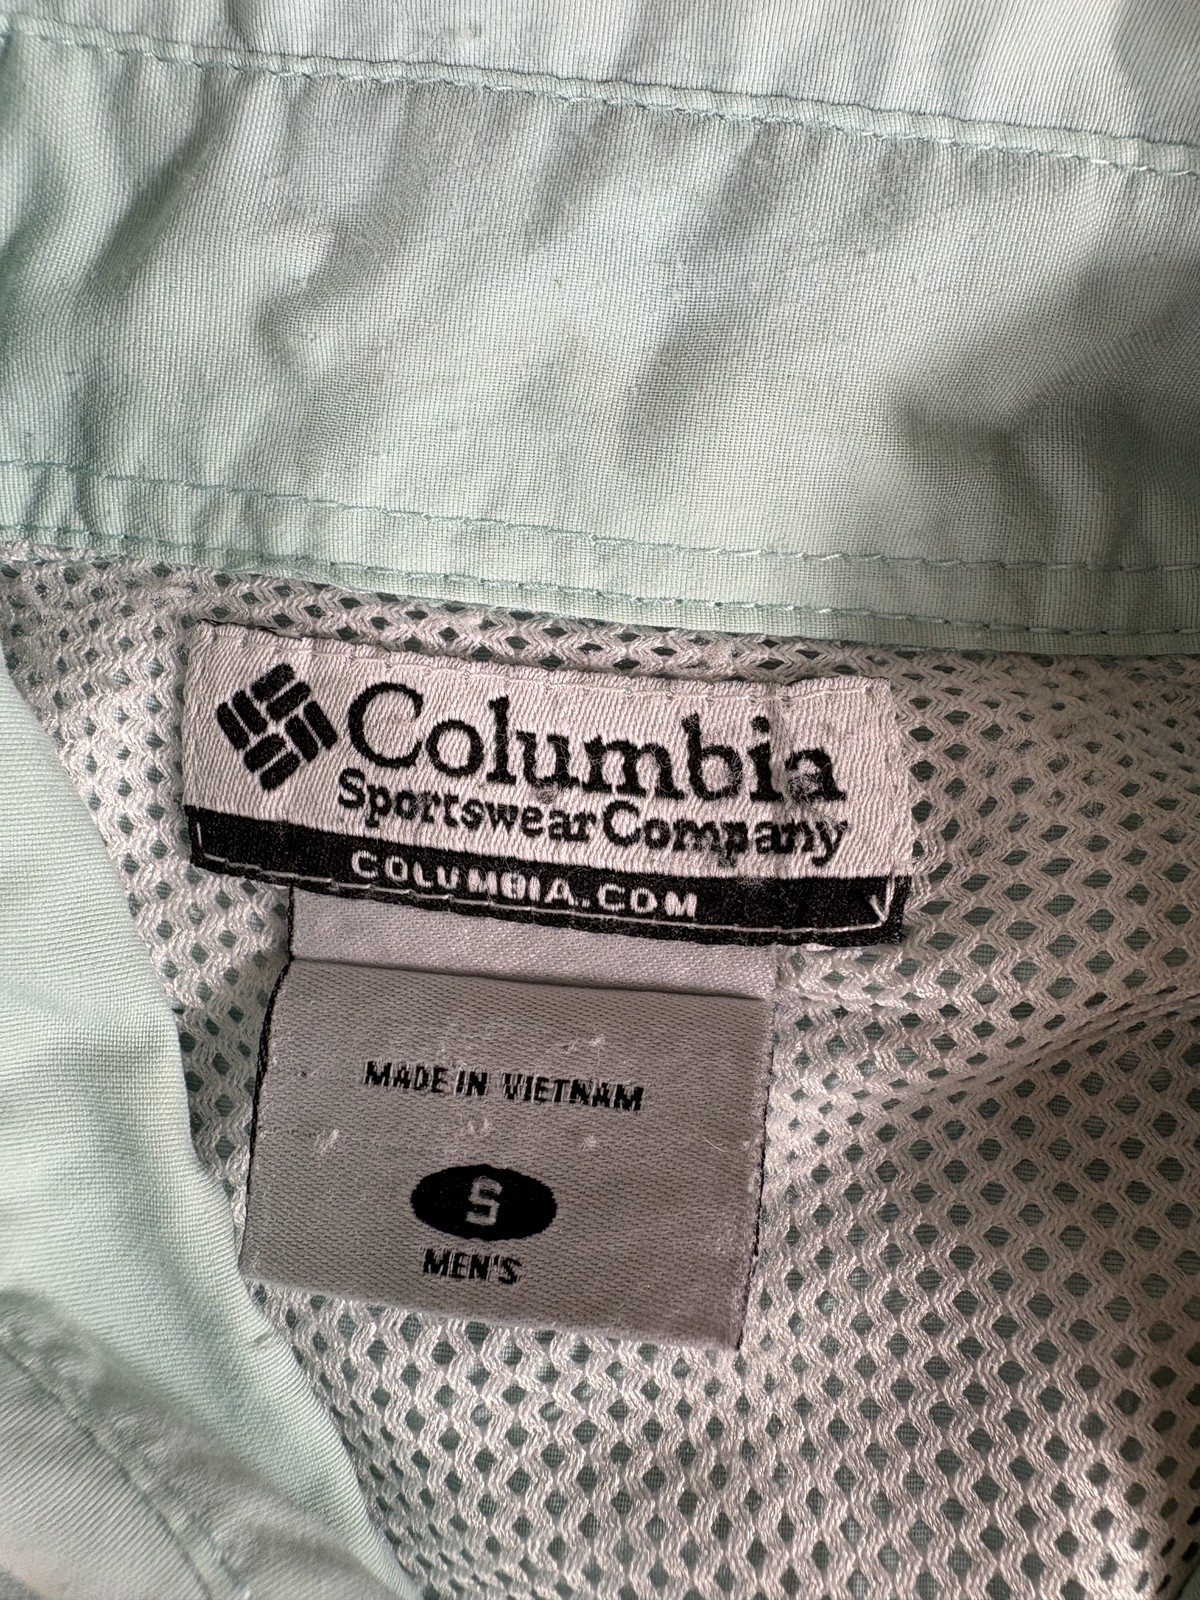 Columbia
Sportswear Company
COLUMBIA.COM
MADE IN VIETNAM
S
MEN'S